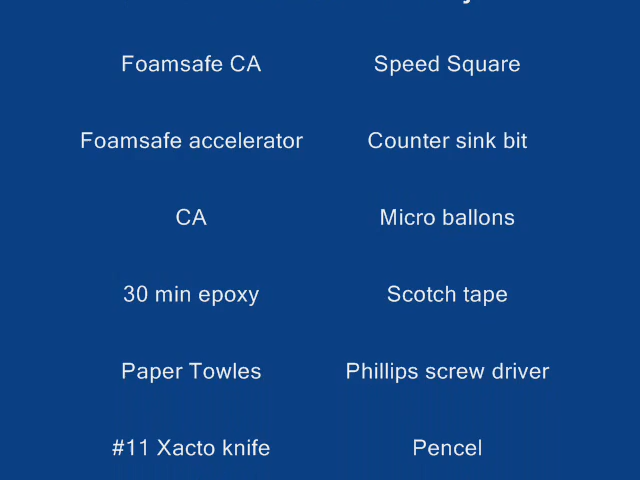 Foamsafe CA Speed Square
Foamsafe accelerator Counter sink bit
CA Micro ballons
30 min epoxy Scotch tape
Paper Towles Phillips screw driver
#11 Xacto knife Pencel